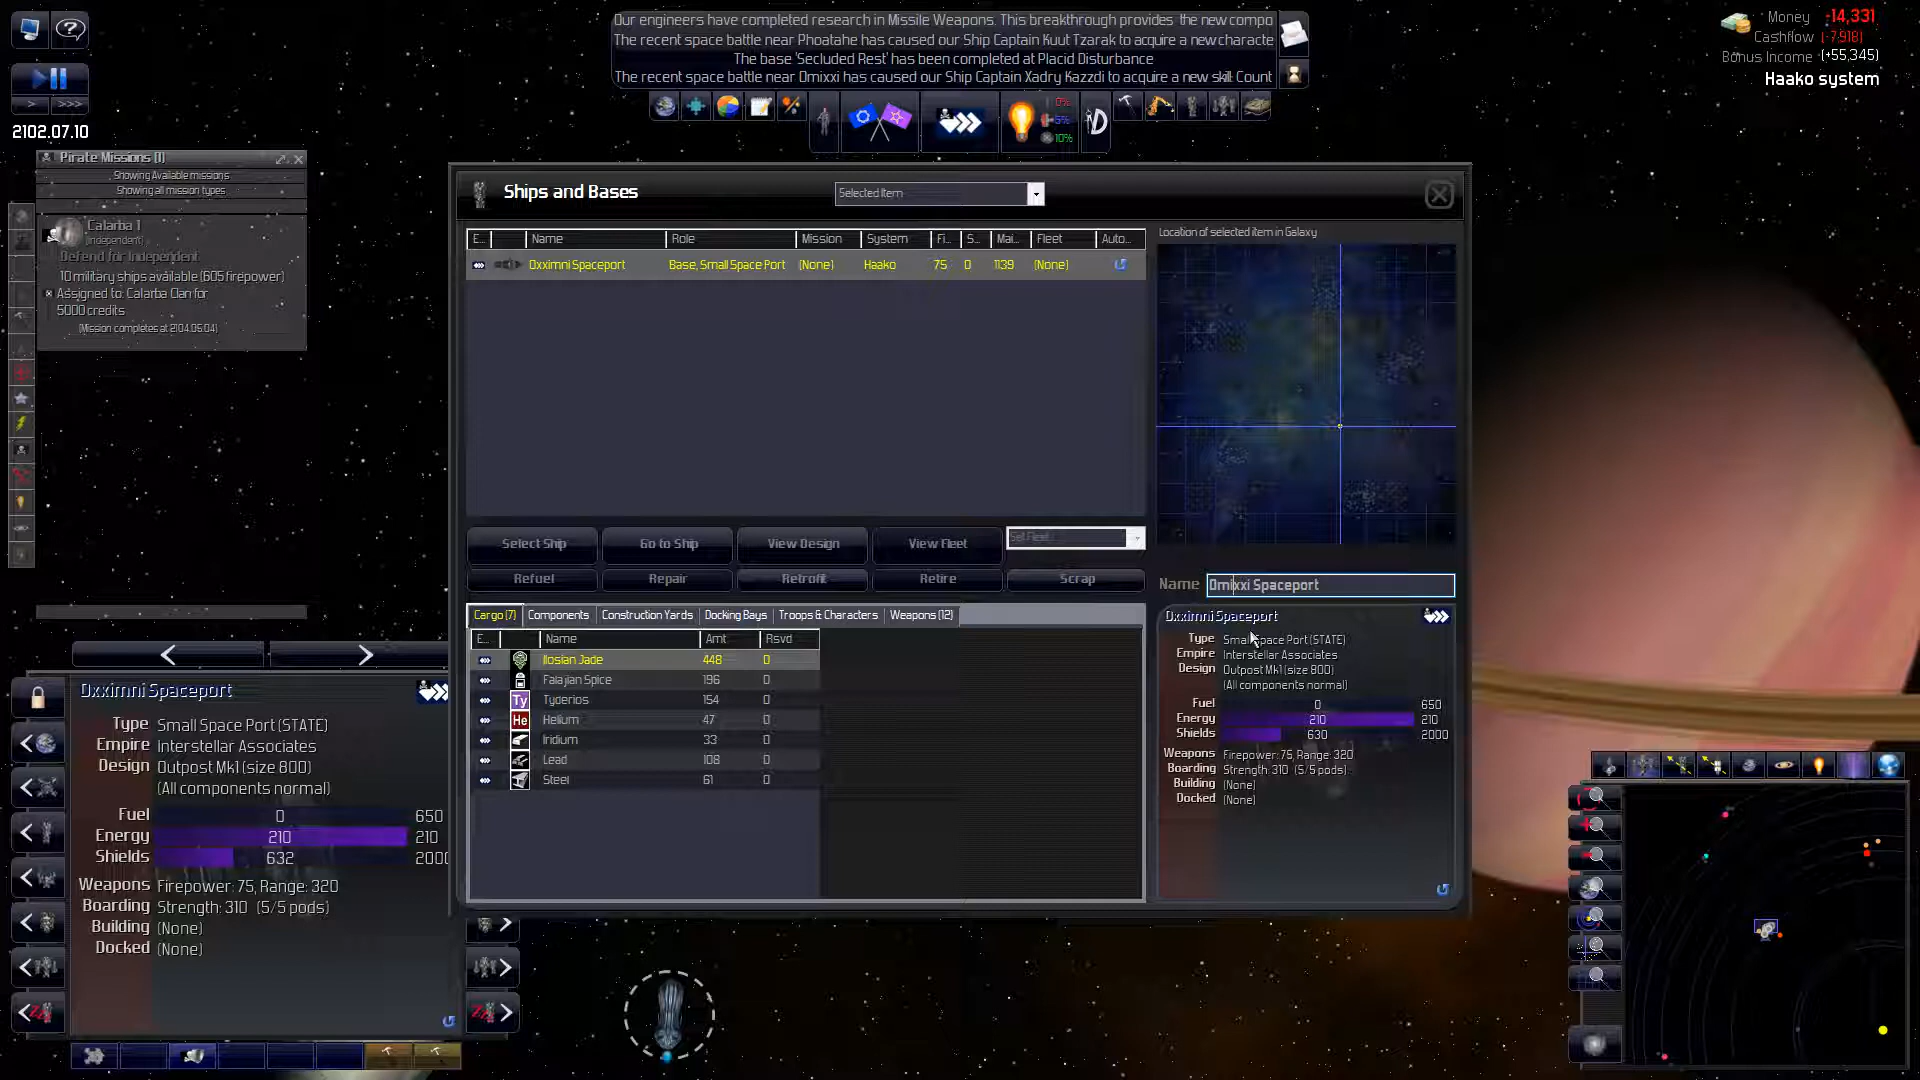 Our engineers have completed research in Missile Weapons. This breakthrough provides the new compo
The recent space battle near Phoatahe has caused our Ship Captain Kuut Tzarak to acquire a new characte
The base 'Secluded Rest' has been completed at Placid Disturbance
The recent space battle near Omixxi has caused our Ship Captain Xadry Kazzdi to acquire a new skill: Count
Money -14,331
Cashflow (-7,918)
Bonus Income (+55,345)
Haako system
> >>>
2102.07.10
0%
5%
10%
Pirate Missions (1)
Showing Available missions
Showing all mission types
Calarba 1
(Independent)
Defend for Independent
10 military ships available (605 firepower)
Assigned to: Calarba Clan for
5000 credits
(Mission completes at 2104.05.04)
Ships and Bases
Selected Item
E... Name Role Mission System Fi... S... Mai... Fleet Auto...
Oxximni Spaceport Base, Small Space Port (None) Haako 75 0 1139 (None)
Location of selected item in Galaxy
Select Ship Go to Ship View Design View Fleet Set Fleet
Refuel Repair Retrofit Retire Scrap
Name Omixxi Spaceport
Cargo (7) Components Construction Yards Docking Bays Troops & Characters Weapons (12)
E... Name Amt Rsvd
Ilosian Jade 448 0
Falajian Spice 196 0
Ty Tyderios 154 0
He Helium 47 0
Iridium 33 0
Lead 108 0
Steel 61 0
Oxximni Spaceport
Type Small Space Port (STATE)
Empire Interstellar Associates
Design Outpost Mk1 (size 800)
(All components normal)
Fuel 0 650
Energy 210 210
Shields 630 2000
Weapons Firepower: 75, Range: 320
Boarding Strength: 310 (5/5 pods)
Building (None)
Docked (None)
Oxximni Spaceport
Type Small Space Port (STATE)
Empire Interstellar Associates
Design Outpost Mk1 (size 800)
(All components normal)
Fuel 0 650
Energy 210 210
Shields 632 2000
Weapons Firepower: 75, Range: 320
Boarding Strength: 310 (5/5 pods)
Building (None)
Docked (None)